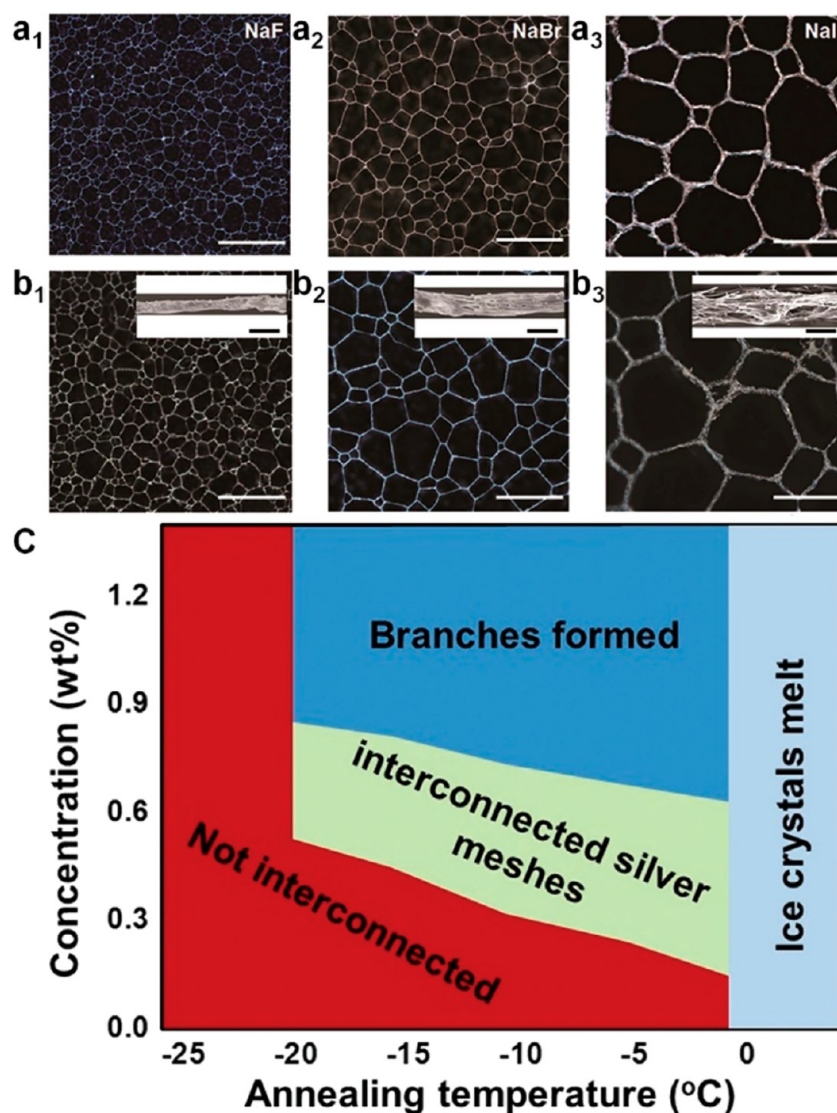 a1
NaF
a2
NaBr
a3
NaI
b1
b2
b3
C
Concentration (wt%)
1.2
0.9
0.6
0.3
0.0
Branches formed
interconnected silver
meshes
Not interconnected
Ice crystals melt
-25
-20
-15
-10
-5
0
Annealing temperature (°C)